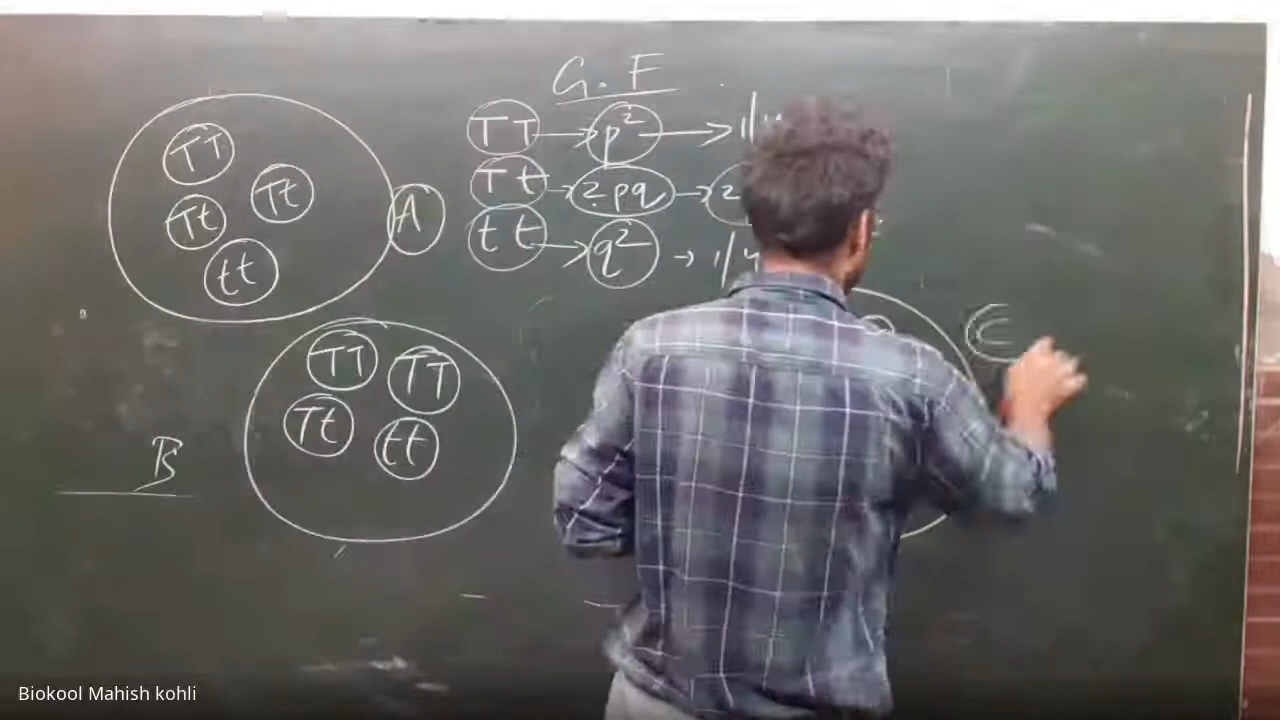 G.F
TT → p² → 1/4
Tt → 2pq → 2
tt → q² → 1/4
TT
Tt
Tt
tt
A
TT
TT
Tt
tt
B
C
Biokool Mahish kohli